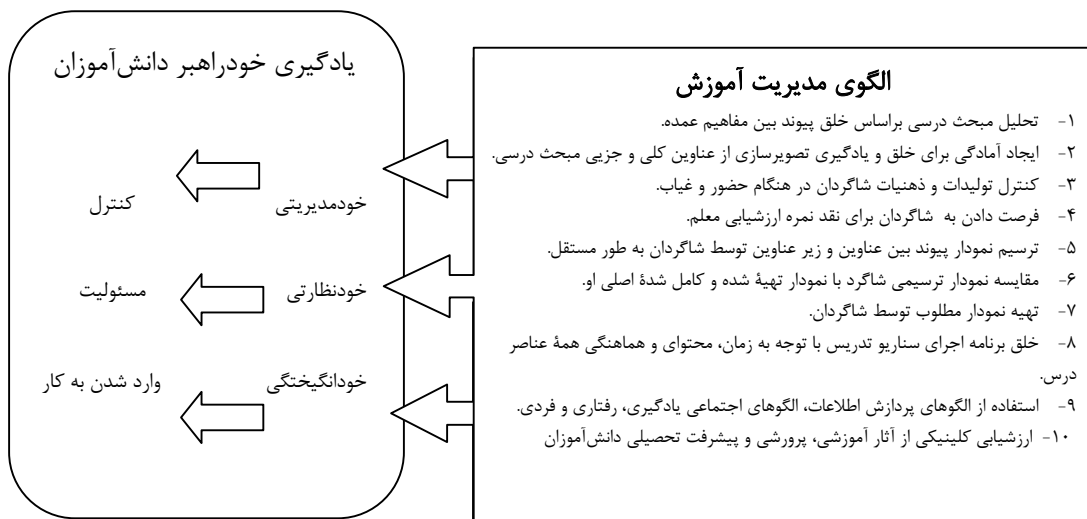 الگوی مدیریت آموزش
۱- تحلیل مبحث درسی براساس خلق پیوند بین مفاهیم عمده.
۲- ایجاد آمادگی برای خلق و یادگیری تصویرسازی از عناوین کلی و جزیی مبحث درسی.
۳- کنترل تولیدات و ذهنیات شاگردان در هنگام حضور و غیاب.
۴- فرصت دادن به شاگردان برای نقد نمره ارزشیابی معلم.
۵- ترسیم نمودار پیوند بین عناوین و زیر عناوین توسط شاگردان به طور مستقل.
۶- مقایسه نمودار ترسیمی شاگرد با نمودار تهیهٔ شده و کامل شدهٔ اصلی او.
۷- تهیه نمودار مطلوب توسط شاگردان.
۸- خلق برنامه اجرای سناریو تدریس با توجه به زمان، محتوای و هماهنگی همهٔ عناصر
درس.
۹- استفاده از الگوهای پردازش اطلاعات، الگوهای اجتماعی یادگیری، رفتاری و فردی.
۱۰- ارزشیابی کلینیکی از آثار آموزشی، پرورشی و پیشرفت تحصیلی دانش‌آموزان
یادگیری خودراهبر دانش‌آموزان
خودمدیریتی
کنترل
خودنظارتی
مسئولیت
خودانگیختگی
وارد شدن به کار